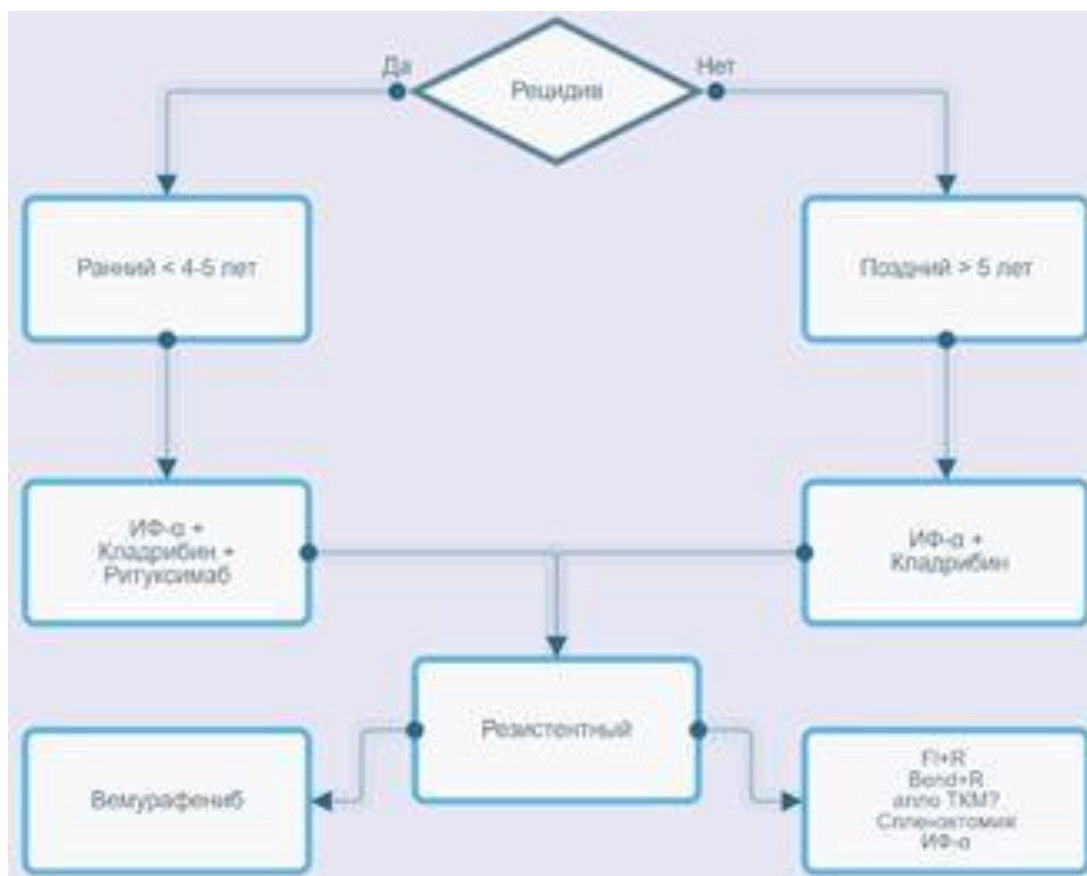 Рецидив
Да
Нет
Ранний < 4-5 лет
Поздний > 5 лет
ИФ-α +
Кладрибин +
Ритуксимаб
ИФ-α +
Кладрибин
Резистентный
Вемурафениб
Fl+R
Bend+R
алло ТКМ?
Спленэктомия
ИФ-α